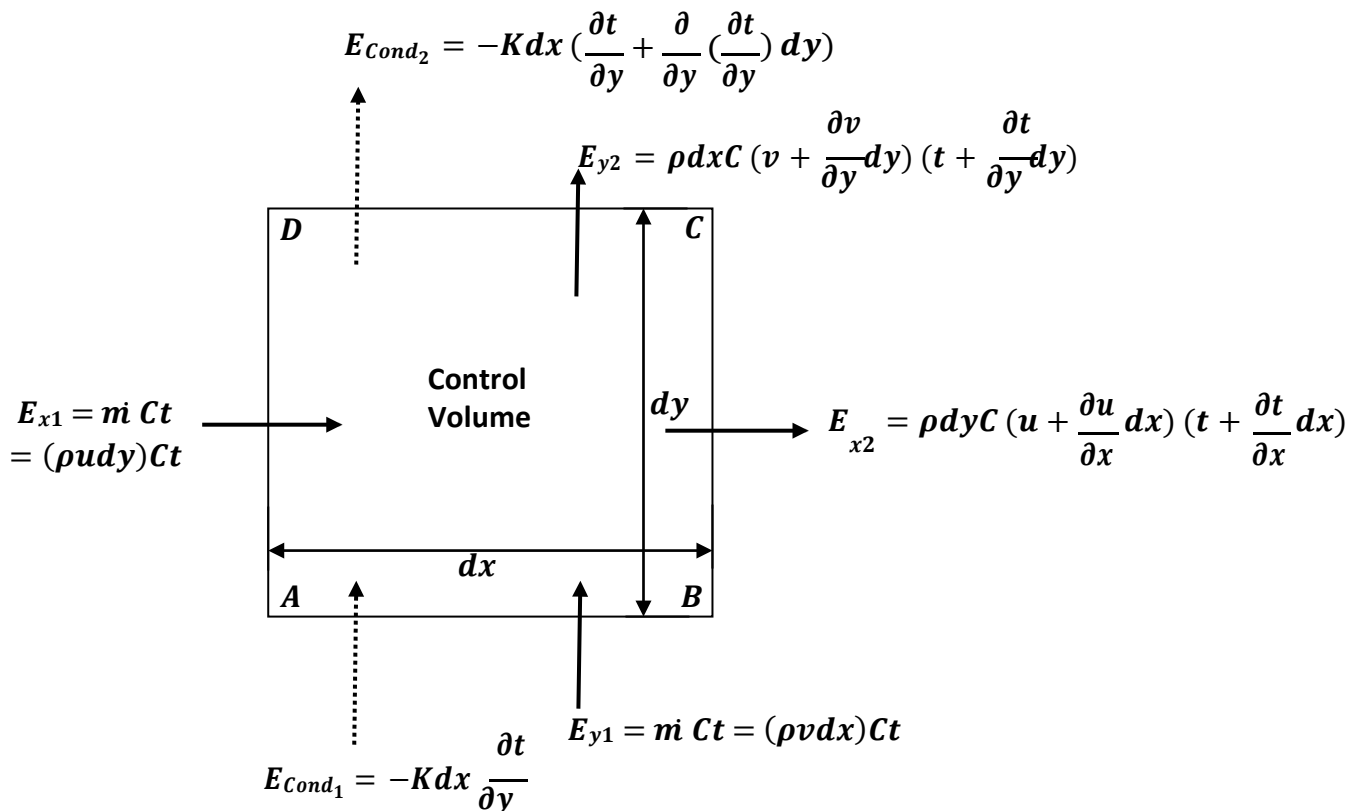 E_{Cond_2} = −Kdx (∂t/∂y + ∂/∂y (∂t/∂y) dy)
E_{y2} = ρdxC (v + ∂v/∂y dy) (t + ∂t/∂y dy)
D
C
Control
Volume
dy
E_{x1} = ṁ Ct
= (ρudy)Ct
E_{x2} = ρdyC (u + ∂u/∂x dx) (t + ∂t/∂x dx)
dx
A
B
E_{y1} = ṁ Ct = (ρvdx)Ct
E_{Cond_1} = −Kdx ∂t/∂y